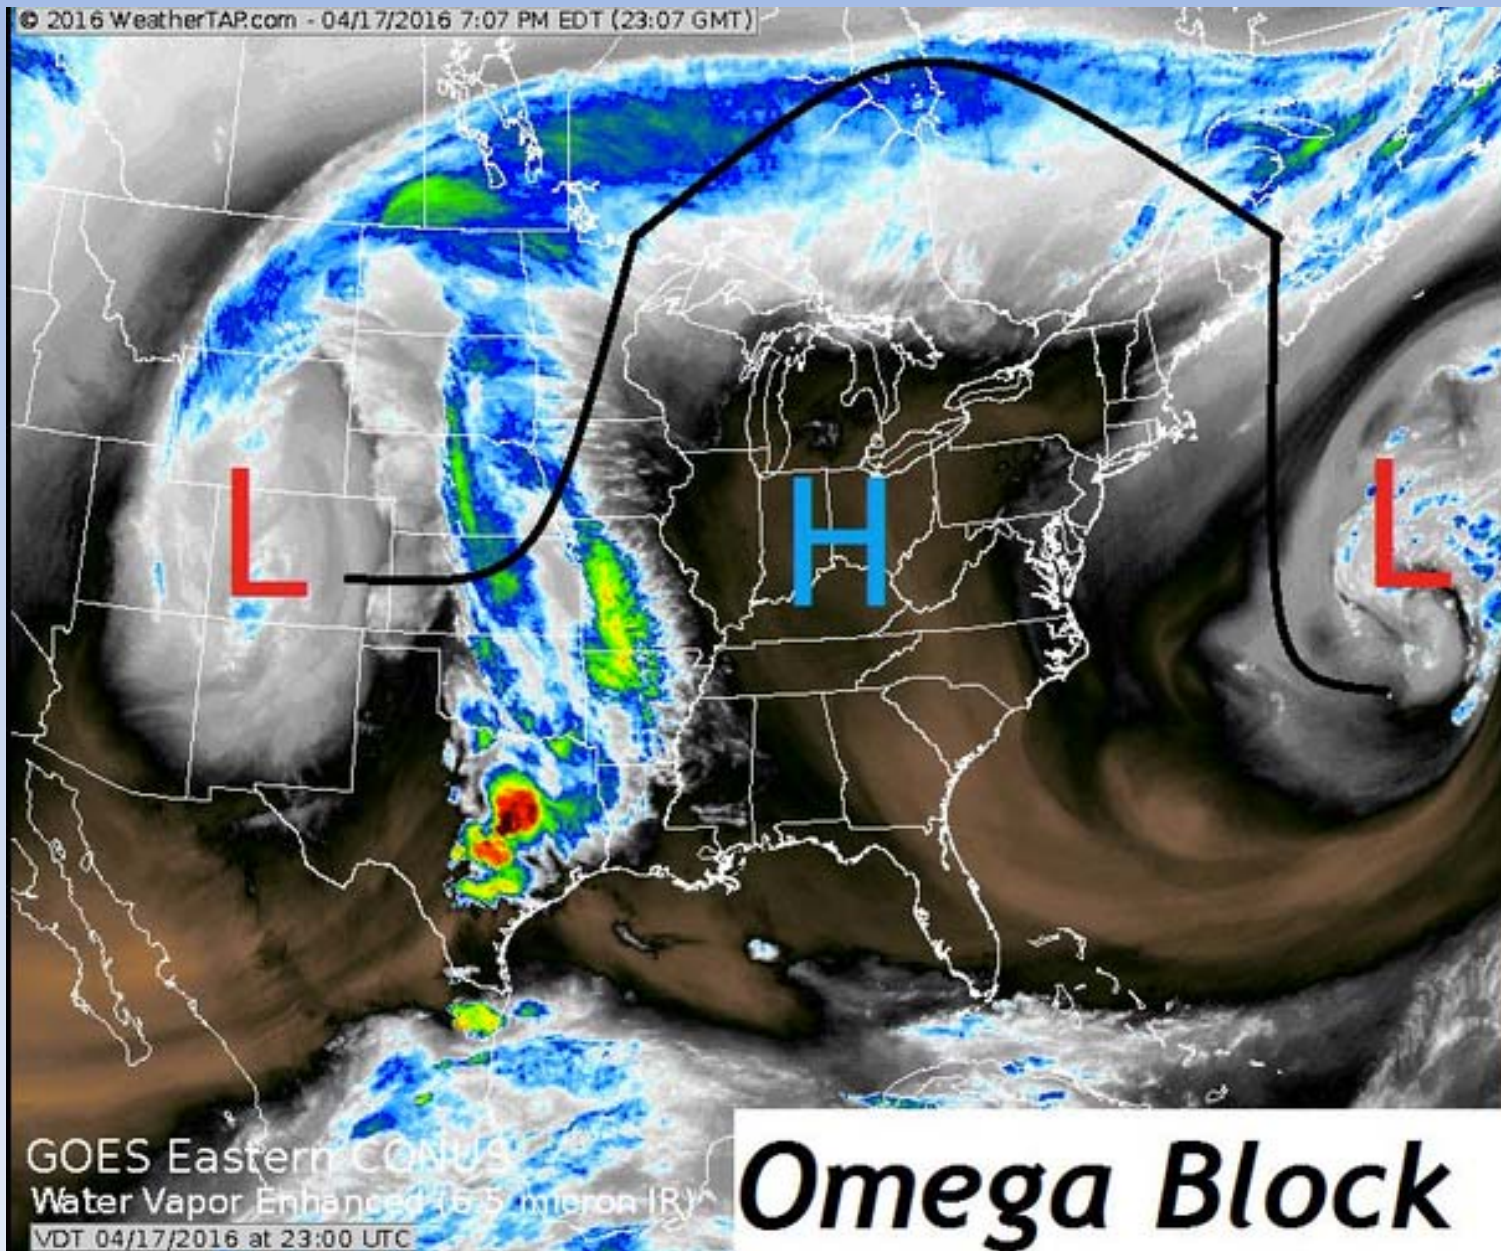 © 2016 WeatherTAP.com - 04/17/2016 7:07 PM EDT (23:07 GMT)
L
H
L
GOES Eastern CONUS
Water Vapor Enhanced (6.5 micron IR)
VDT 04/17/2016 at 23:00 UTC
Omega Block